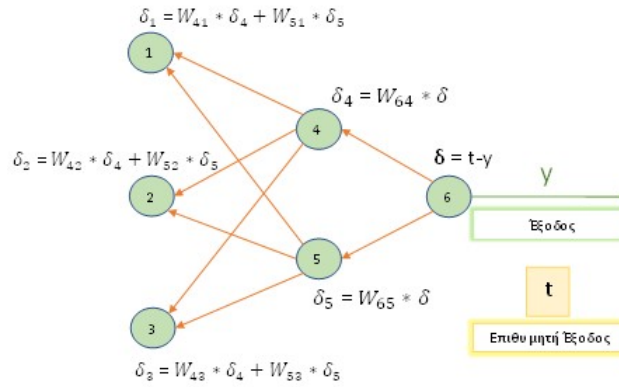 δ₁ = W₄₁ * δ₄ + W₅₁ * δ₅
1
δ₄ = W₆₄ * δ
4
δ₂ = W₄₂ * δ₄ + W₅₂ * δ₅
2
δ = t-y
6
y
Έξοδος
5
δ₅ = W₆₅ * δ
t
3
Επιθυμητή Έξοδος
δ₃ = W₄₃ * δ₄ + W₅₃ * δ₅